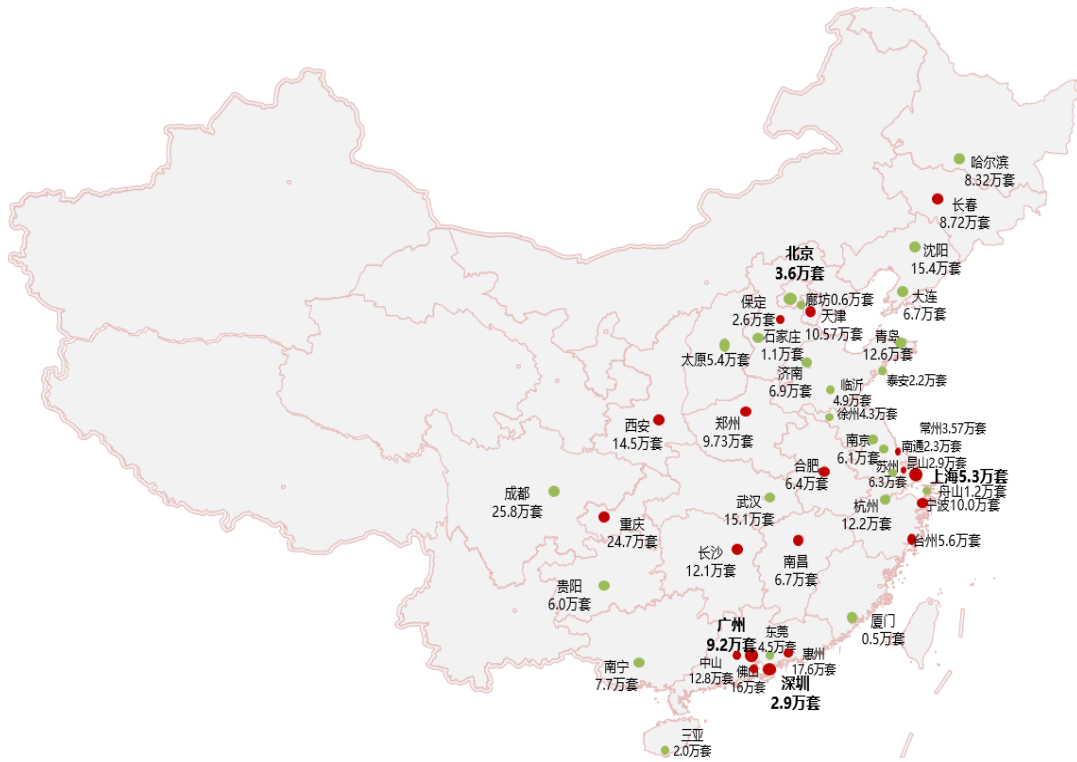 哈尔滨
8.32万套
长春
8.72万套
沈阳
15.4万套
北京
3.6万套
大连
6.7万套
廊坊0.6万套
保定
2.6万套
天津
10.57万套
石家庄
1.1万套
青岛
12.6万套
太原5.4万套
济南
6.9万套
泰安2.2万套
临沂
4.9万套
徐州4.3万套
西安
14.5万套
郑州
9.73万套
常州3.57万套
南京
6.1万套
南通2.3万套
昆山2.9万套
苏州
6.3万套
上海5.3万套
合肥
6.4万套
舟山1.2万套
宁波10.0万套
杭州
12.2万套
成都
25.8万套
武汉
15.1万套
重庆
24.7万套
台州5.6万套
长沙
12.1万套
南昌
6.7万套
贵阳
6.0万套
厦门
0.5万套
广州
9.2万套
东莞
4.5万套
惠州
17.6万套
中山
12.8万套
佛山
16万套
深圳
2.9万套
南宁
7.7万套
三亚
2.0万套